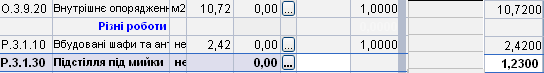 О.3.9.20 Внутрішнє опорядженн м2 10,72 0,00 ... 1,0000 10,7200
Різні роботи
Р.3.1.10 Вбудовані шафи та ант не 2,42 0,00 ... 1,0000 2,4200
Р.3.1.30 Підстілля під мийки не 0,00 ... 1,2300